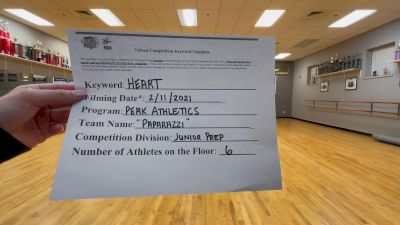 Virtual Competition Keyword Template
Keyword: HEART
Filming Date*: 2/11/2021
Program: PEAK ATHLETICS
Team Name: "PAPARAZZI"
Competition Division: JUNIOR PREP
Number of Athletes on the Floor: 6